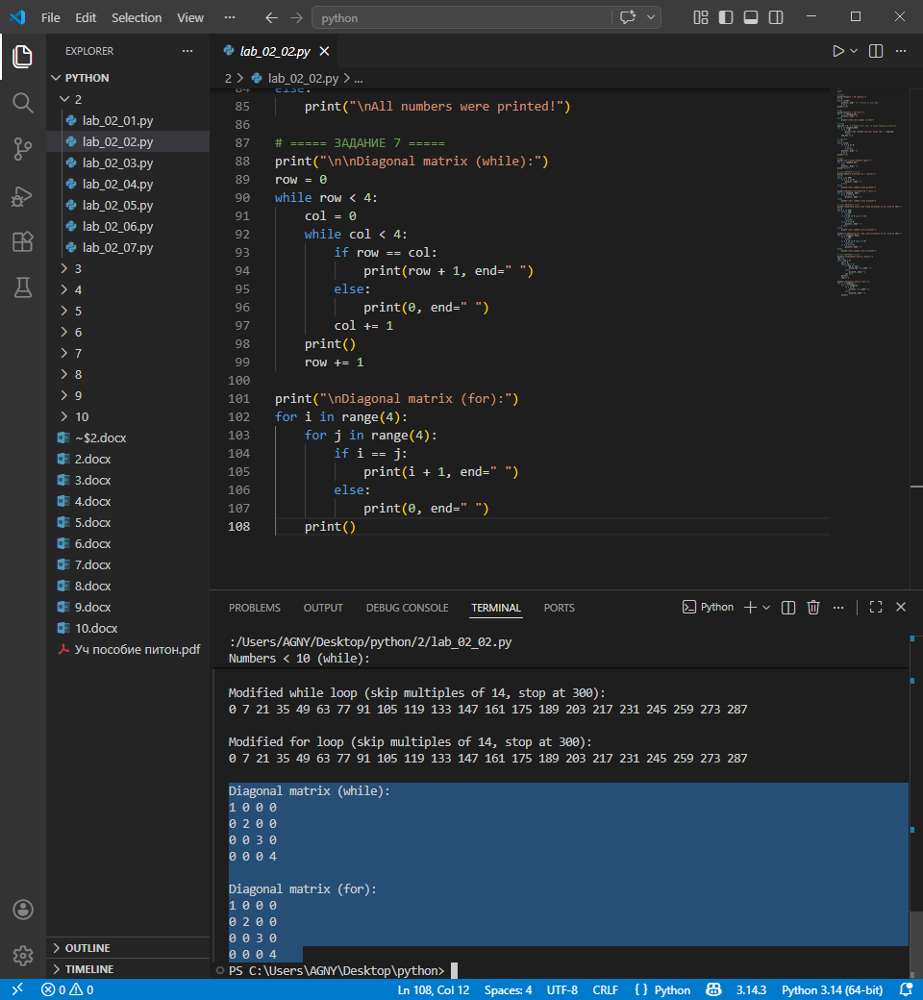 File Edit Selection View ··· python
EXPLORER ···
PYTHON
2
lab_02_01.py
lab_02_02.py
lab_02_03.py
lab_02_04.py
lab_02_05.py
lab_02_06.py
lab_02_07.py
3
4
5
6
7
8
9
10
~$2.docx
2.docx
3.docx
4.docx
5.docx
6.docx
7.docx
8.docx
9.docx
10.docx
Уч пособие питон.pdf
OUTLINE
TIMELINE
lab_02_02.py
2 > lab_02_02.py > ...
84 else:
85 print("\nAll numbers were printed!")
86
87 # ===== ЗАДАНИЕ 7 =====
88 print("\n\nDiagonal matrix (while):")
89 row = 0
90 while row < 4:
91 col = 0
92 while col < 4:
93 if row == col:
94 print(row + 1, end=" ")
95 else:
96 print(0, end=" ")
97 col += 1
98 print()
99 row += 1
100
101 print("\nDiagonal matrix (for):")
102 for i in range(4):
103 for j in range(4):
104 if i == j:
105 print(i + 1, end=" ")
106 else:
107 print(0, end=" ")
108 print()
PROBLEMS OUTPUT DEBUG CONSOLE TERMINAL PORTS Python
:/Users/AGNY/Desktop/python/2/lab_02_02.py
Numbers < 10 (while):
Modified while loop (skip multiples of 14, stop at 300):
0 7 21 35 49 63 77 91 105 119 133 147 161 175 189 203 217 231 245 259 273 287
Modified for loop (skip multiples of 14, stop at 300):
0 7 21 35 49 63 77 91 105 119 133 147 161 175 189 203 217 231 245 259 273 287
Diagonal matrix (while):
1 0 0 0
0 2 0 0
0 0 3 0
0 0 0 4
Diagonal matrix (for):
1 0 0 0
0 2 0 0
0 0 3 0
0 0 0 4
PS C:\Users\AGNY\Desktop\python>
0 0 Ln 108, Col 12 Spaces: 4 UTF-8 CRLF { } Python 3.14.3 Python 3.14 (64-bit)